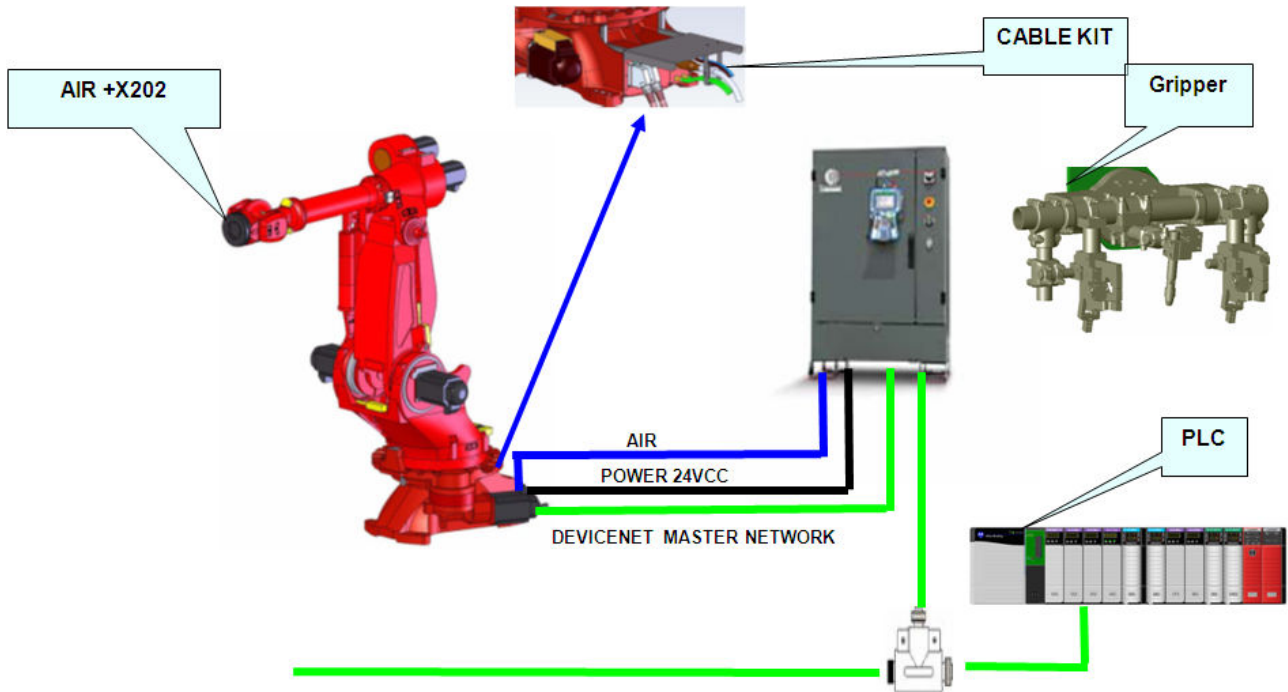 CABLE KIT
AIR +X202
Gripper
AIR
POWER 24VCC
PLC
DEVICENET MASTER NETWORK